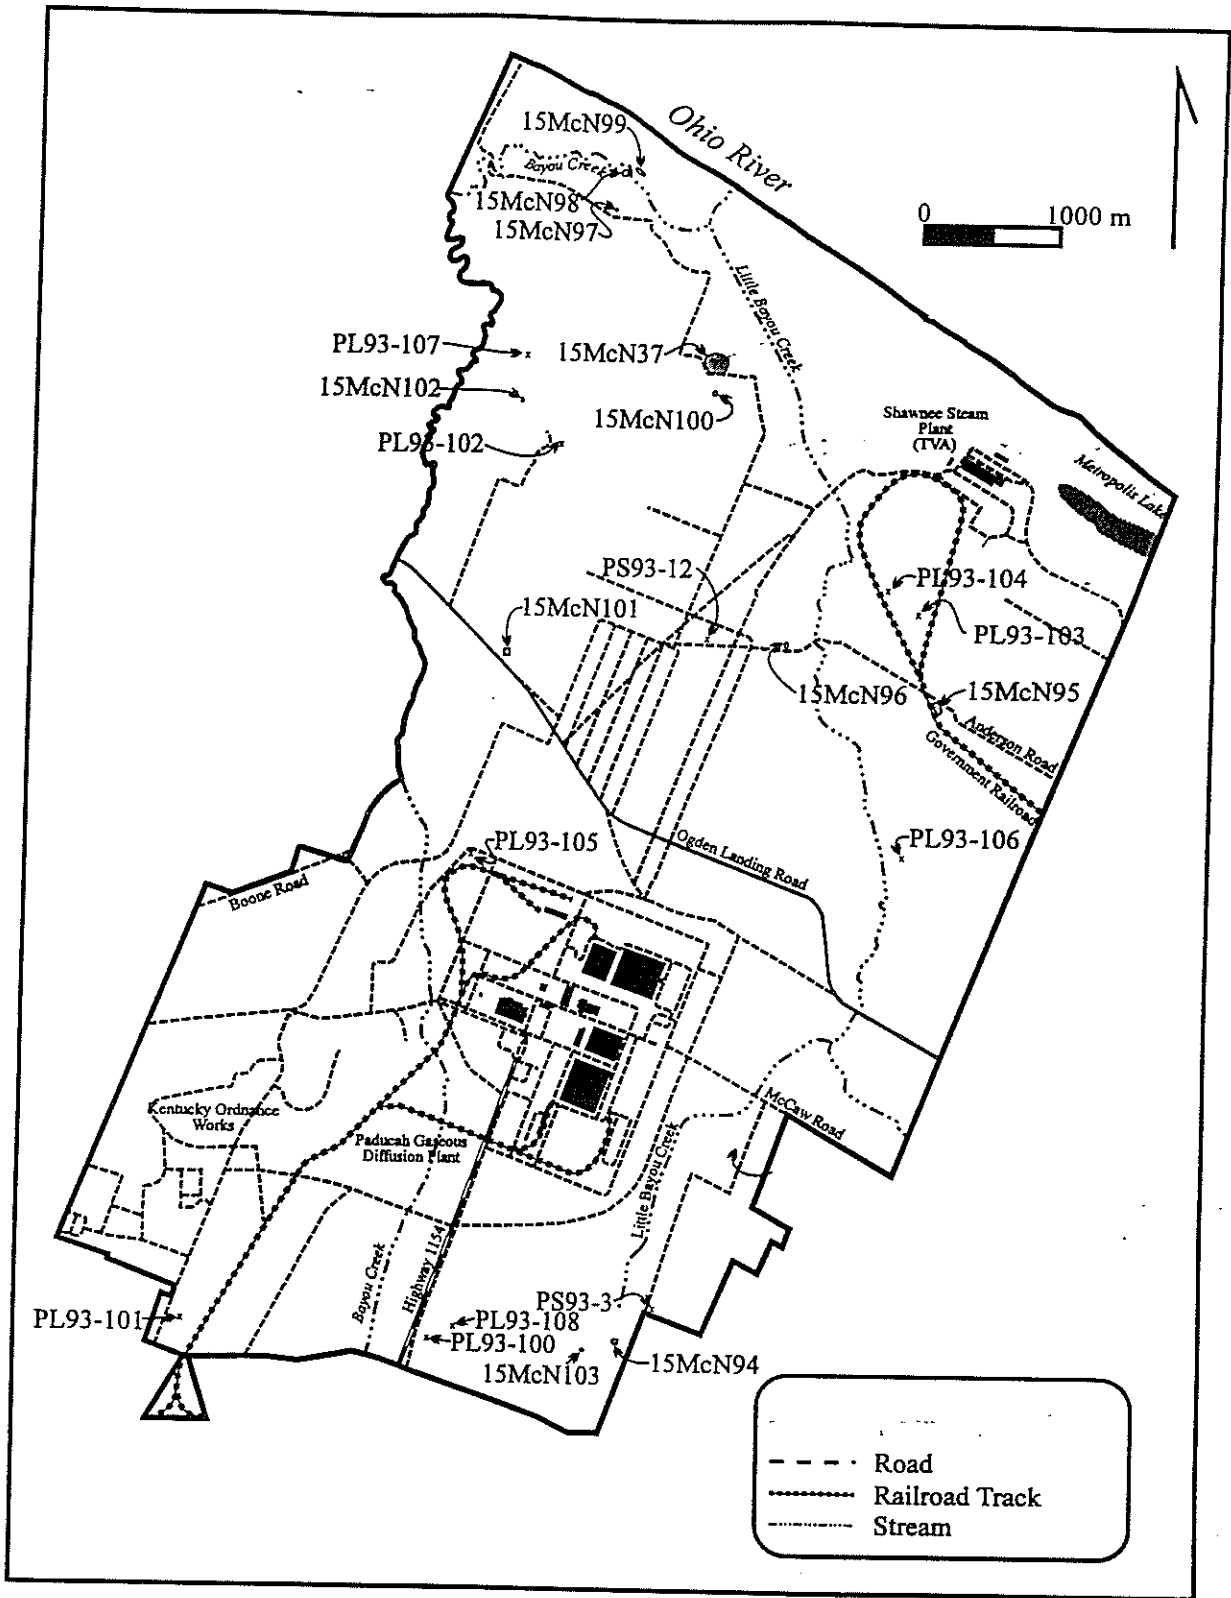 Ohio River
15McN99
Bayou Creek
15McN98
15McN97
0 1000 m
Little Bayou Creek
PL93-107
15McN37
15McN102
15McN100
PL93-102
Shawnee Steam
Plant
(TVA)
Metropolis Lake
PS93-12
PL93-104
15McN101
PL93-103
15McN96
15McN95
Anderson Road
Government Railroad
PL93-105
Ogden Landing Road
PL93-106
Boone Road
Kentucky Ordnance
Works
McCaw Road
Paducah Gaseous
Diffusion Plant
Little Bayou Creek
Bayou Creek
Highway 1154
PL93-101
PS93-3
PL93-108
PL93-100
15McN103
15McN94
Road
Railroad Track
Stream